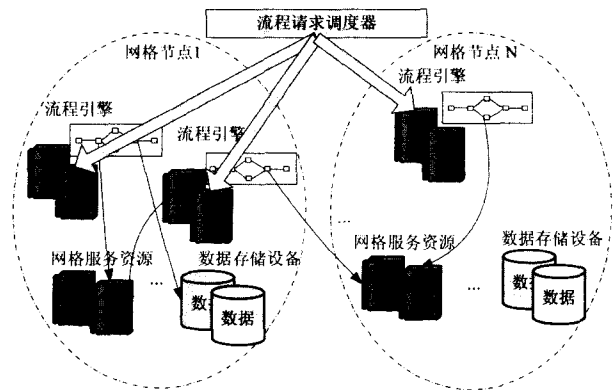 流程请求调度器
网格节点1
网格节点 N
流程引擎
流程引擎
流程引擎
...
网格服务资源
数据存储设备
...
数据
数据
网格服务资源
数据存储设备
...
数据
数据